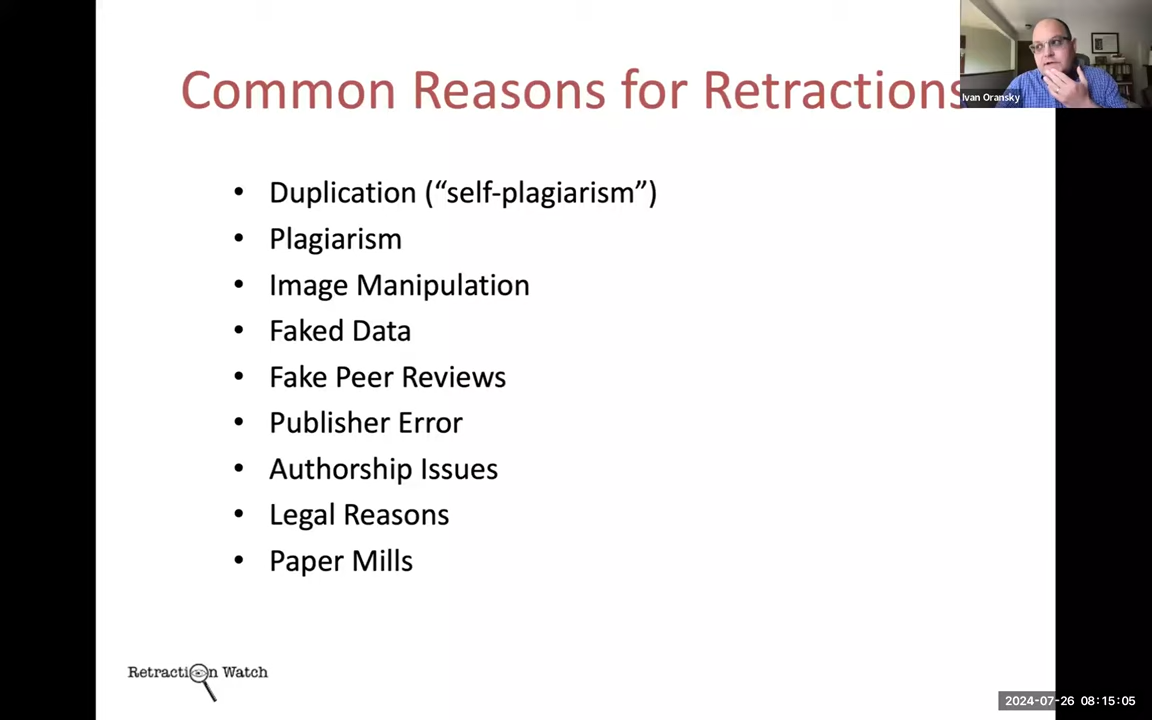 Common Reasons for Retractions
Ivan Oransky
• Duplication (“self-plagiarism”)
• Plagiarism
• Image Manipulation
• Faked Data
• Fake Peer Reviews
• Publisher Error
• Authorship Issues
• Legal Reasons
• Paper Mills
Retraction Watch
2024-07-26 08:15:05